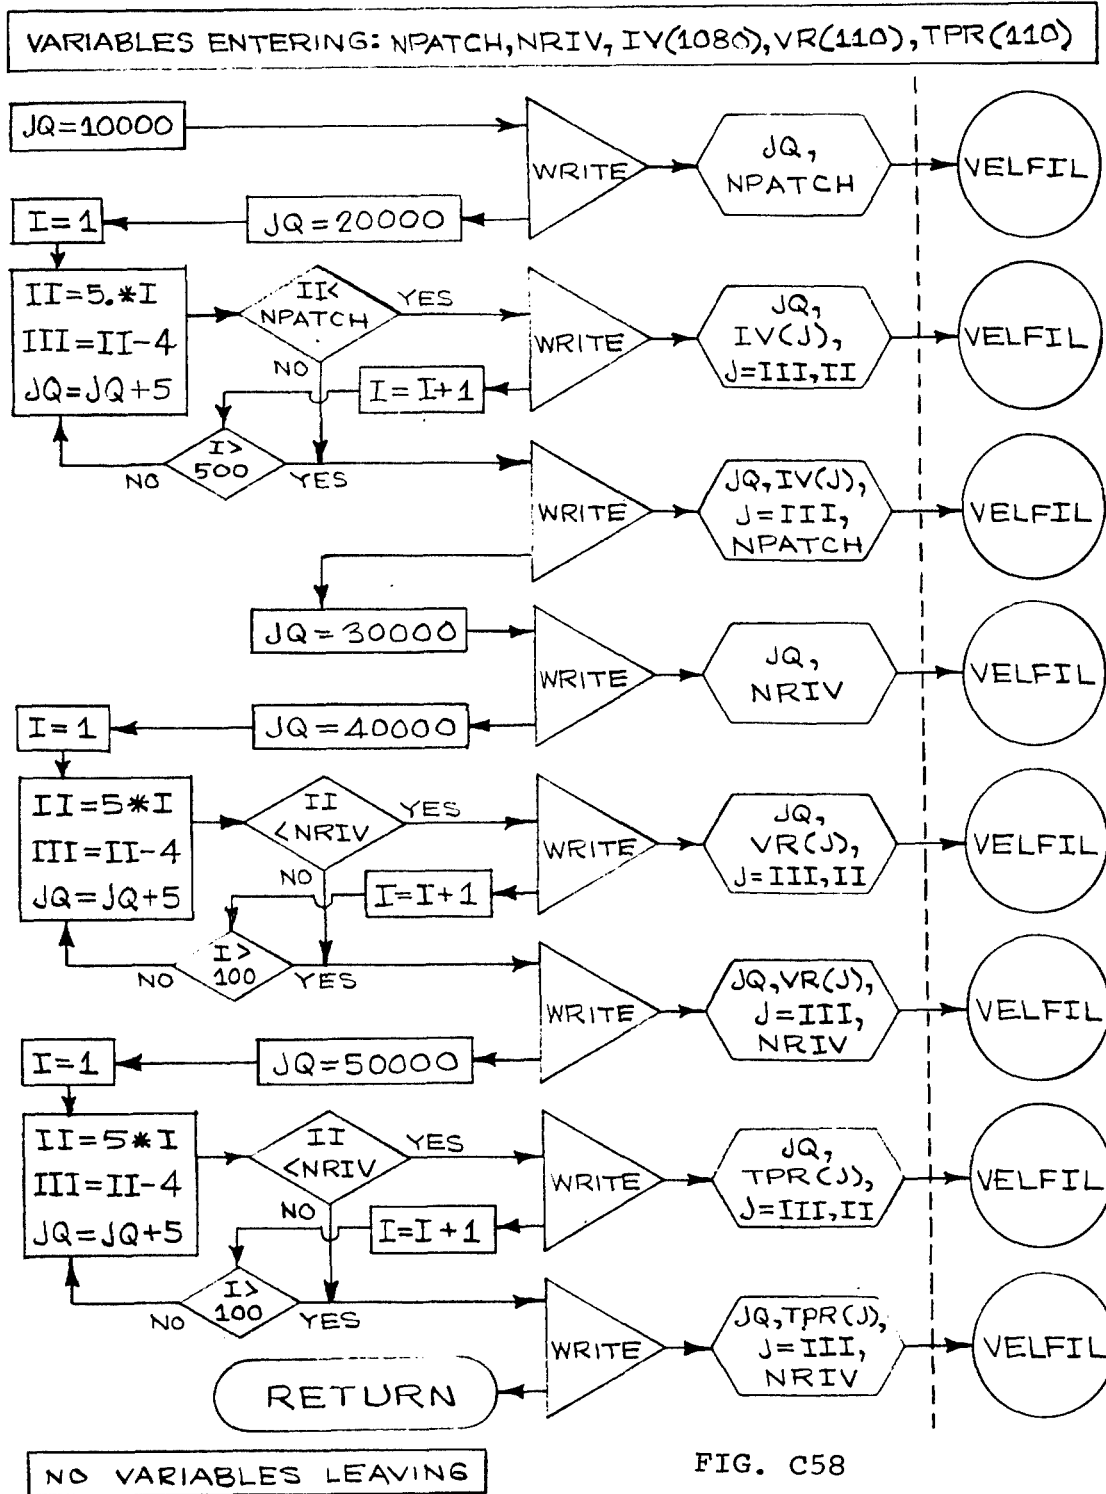 VARIABLES ENTERING: NPATCH, NRIV, IV(1080), VR(110), TPR(110)
JQ=10000
WRITE
JQ,
NPATCH
VELFIL
I=1
JQ=20000
II=5.*I
III=II-4
JQ=JQ+5
II<
NPATCH
YES
NO
WRITE
JQ,
IV(J),
J=III,II
VELFIL
I=I+1
I>
500
NO
YES
WRITE
JQ,IV(J),
J=III,
NPATCH
VELFIL
JQ=30000
WRITE
JQ,
NRIV
VELFIL
I=1
JQ=40000
II=5*I
III=II-4
JQ=JQ+5
II
<NRIV
YES
NO
WRITE
JQ,
VR(J),
J=III,II
VELFIL
I=I+1
I>
100
NO
YES
WRITE
JQ,VR(J),
J=III,
NRIV
VELFIL
I=1
JQ=50000
II=5*I
III=II-4
JQ=JQ+5
II
<NRIV
YES
NO
WRITE
JQ,
TPR(J),
J=III,II
VELFIL
I=I+1
I>
100
NO
YES
WRITE
JQ,TPR(J),
J=III,
NRIV
VELFIL
RETURN
NO VARIABLES LEAVING
FIG. C58